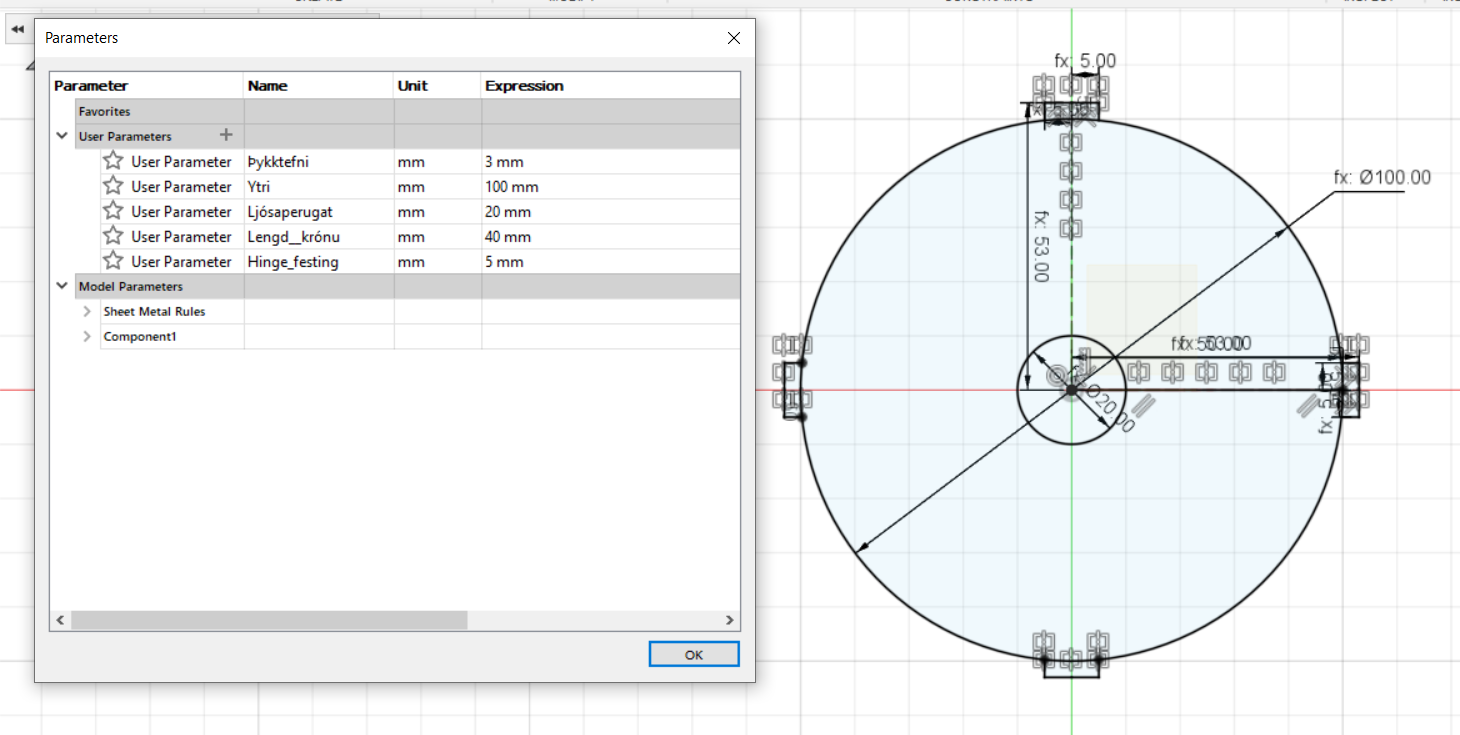 Parameters
Parameter Name Unit Expression
Favorites
User Parameters
User Parameter Þykktefni mm 3 mm
User Parameter Ytri mm 100 mm
User Parameter Ljósaperugat mm 20 mm
User Parameter Lengd__krónu mm 40 mm
User Parameter Hinge_festing mm 5 mm
Model Parameters
Sheet Metal Rules
Component1
OK
fx: 5.00
fx: Ø100.00
fx: 53.00
Ø20.00
fx: 5.00